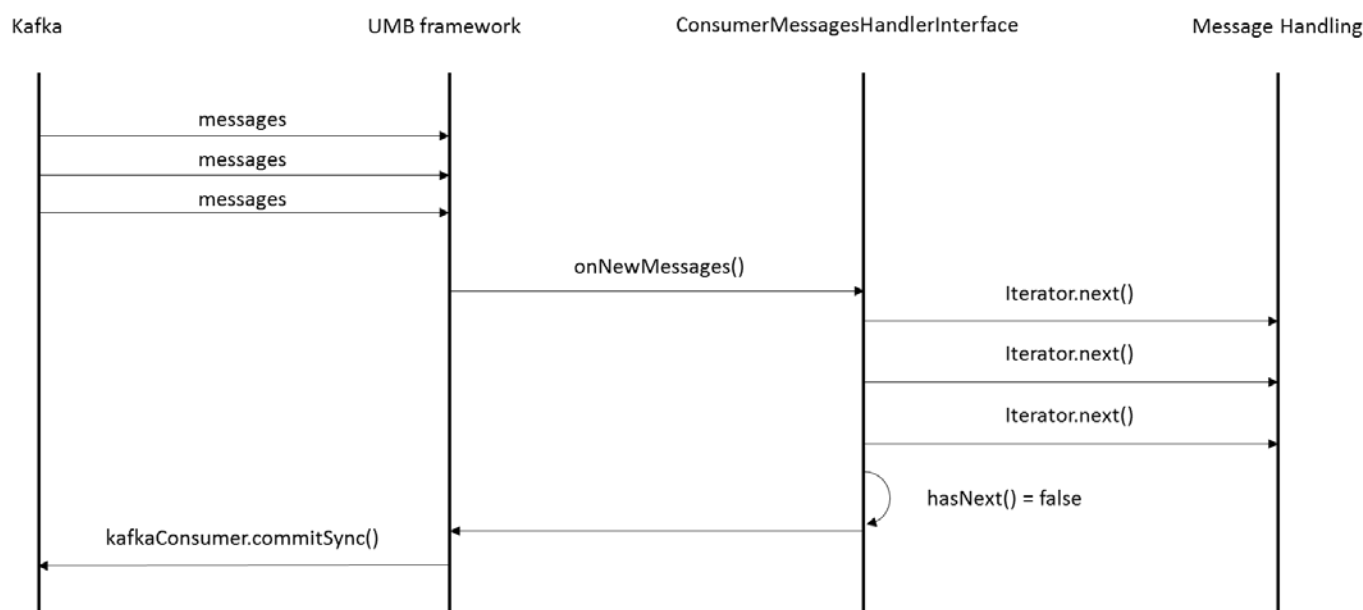 Kafka
UMB framework
ConsumerMessagesHandlerInterface
Message Handling
messages
messages
messages
onNewMessages()
Iterator.next()
Iterator.next()
Iterator.next()
hasNext() = false
kafkaConsumer.commitSync()